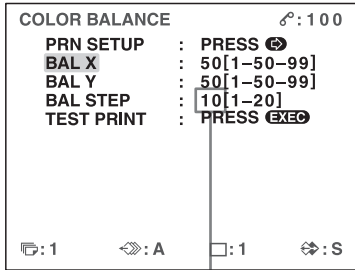 COLOR BALANCE :100
PRN SETUP : PRESS
BAL X : 50[1–50–99]
BAL Y : 50[1–50–99]
BAL STEP : 10[1–20]
TEST PRINT : PRESS EXEC
:1 :A :1 :S